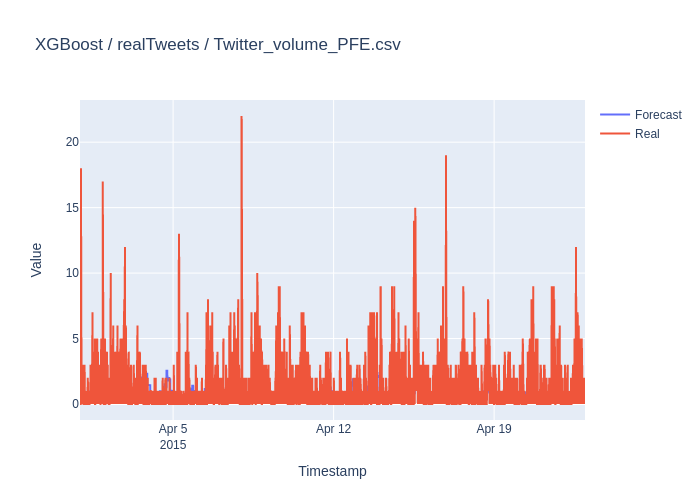 XGBoost / realTweets / Twitter_volume_PFE.csv
Forecast
Real
20
15
10
5
0
Value
Apr 5
2015
Apr 12
Apr 19
Timestamp